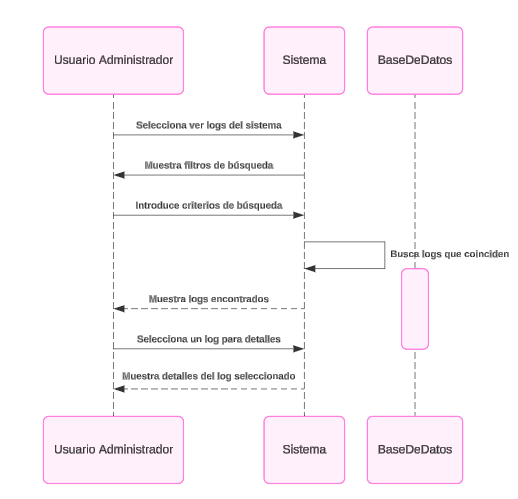 Usuario Administrador
Sistema
BaseDeDatos
Selecciona ver logs del sistema
Muestra filtros de búsqueda
Introduce criterios de búsqueda
Busca logs que coinciden
Muestra logs encontrados
Selecciona un log para detalles
Muestra detalles del log seleccionado
Usuario Administrador
Sistema
BaseDeDatos